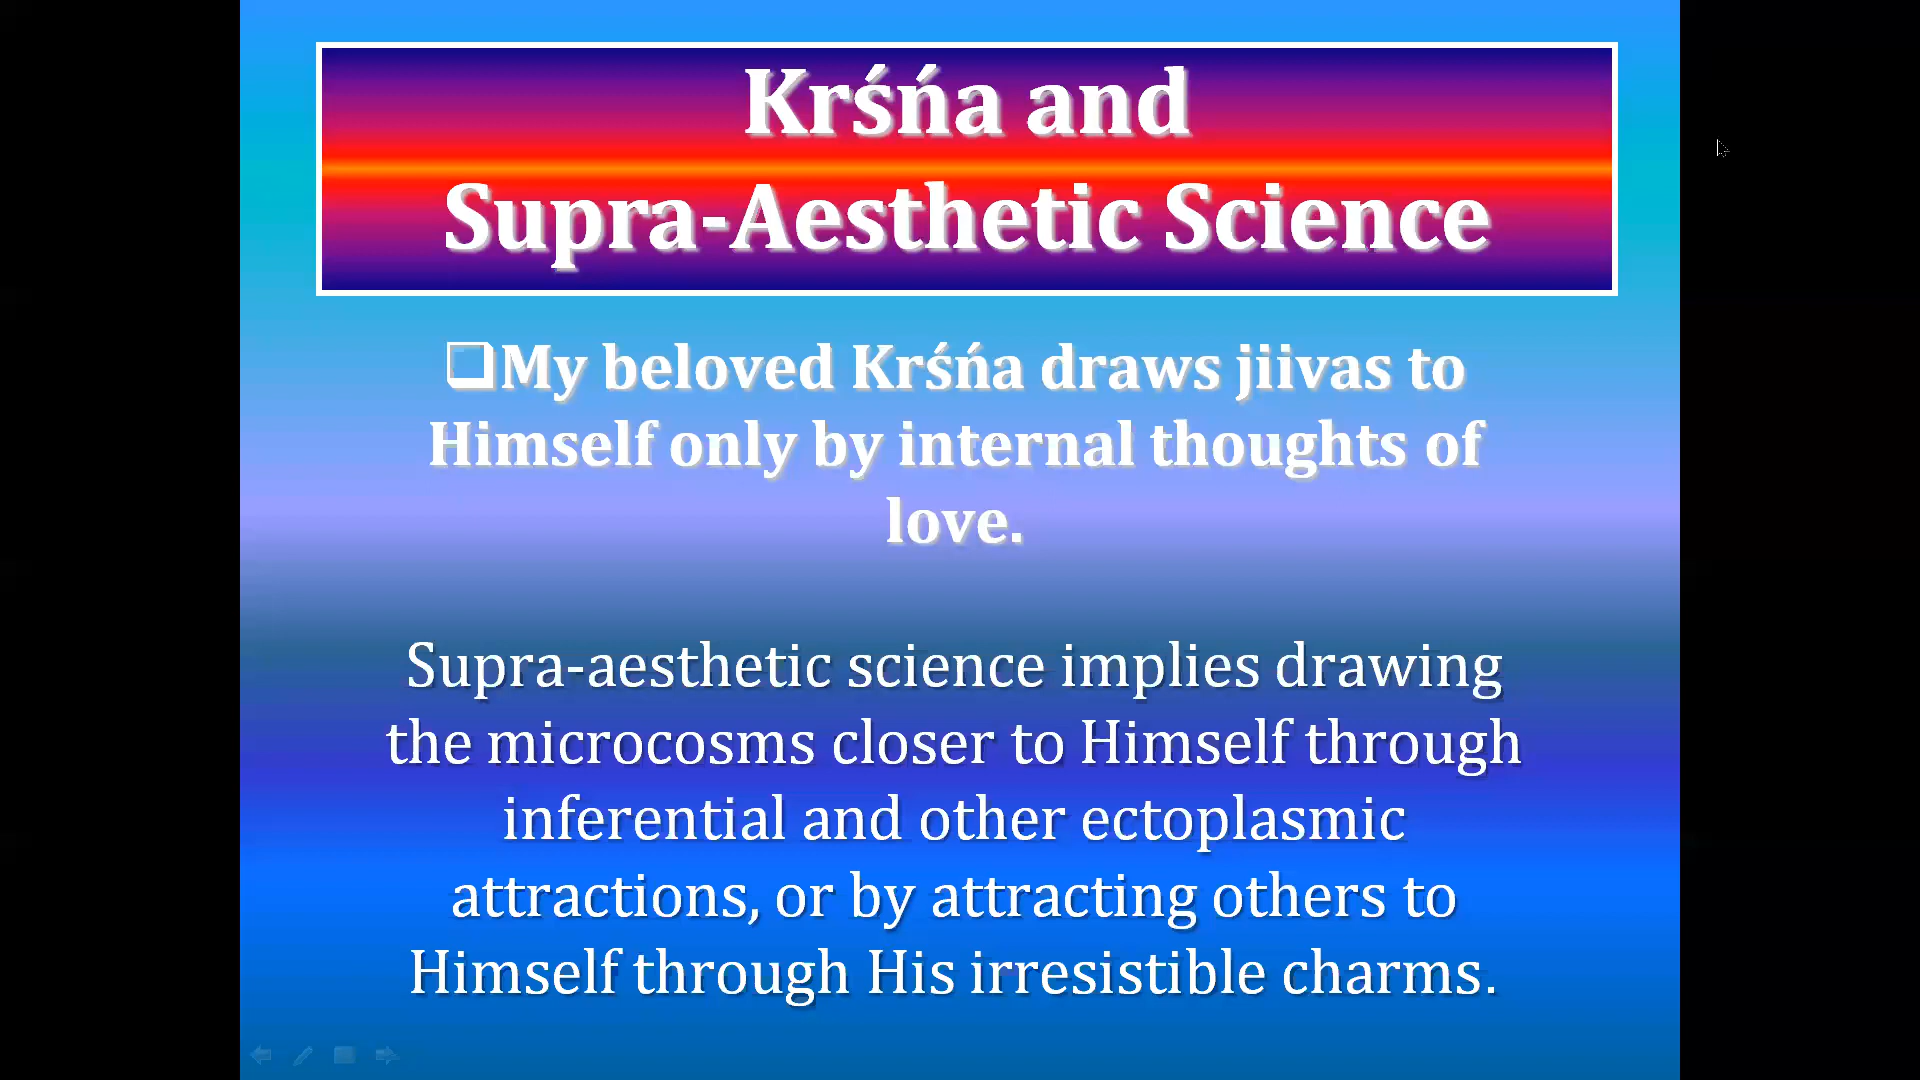 Krśńa and
Supra-Aesthetic Science
❑My beloved Krśńa draws jiivas to
Himself only by internal thoughts of
love.
Supra-aesthetic science implies drawing
the microcosms closer to Himself through
inferential and other ectoplasmic
attractions, or by attracting others to
Himself through His irresistible charms.